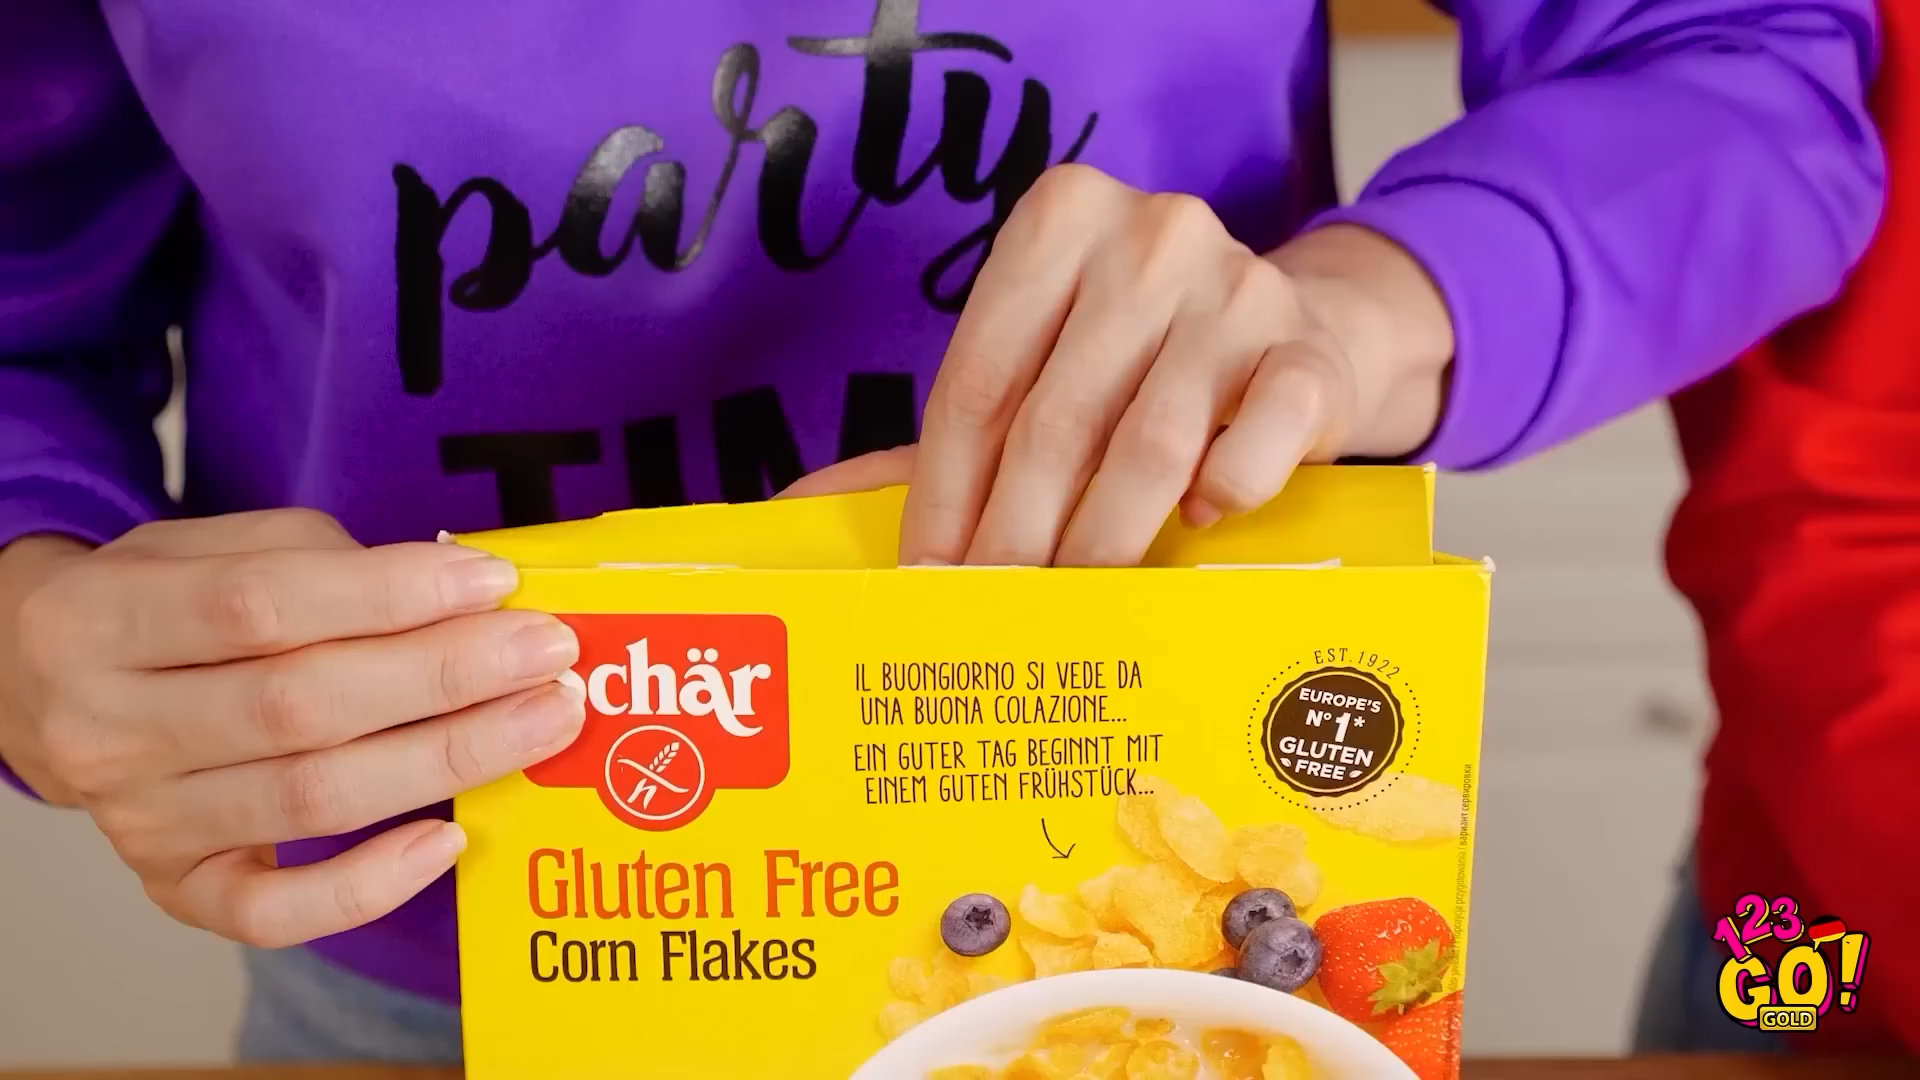 party
TIM
schär
IL BUONGIORNO SI VEDE DA
UNA BUONA COLAZIONE...
EIN GUTER TAG BEGINNT MIT
EINEM GUTEN FRÜHSTÜCK...
EST. 1922
EUROPE'S
N° 1*
GLUTEN
FREE
Gluten Free
Corn Flakes
123
GO!
GOLD